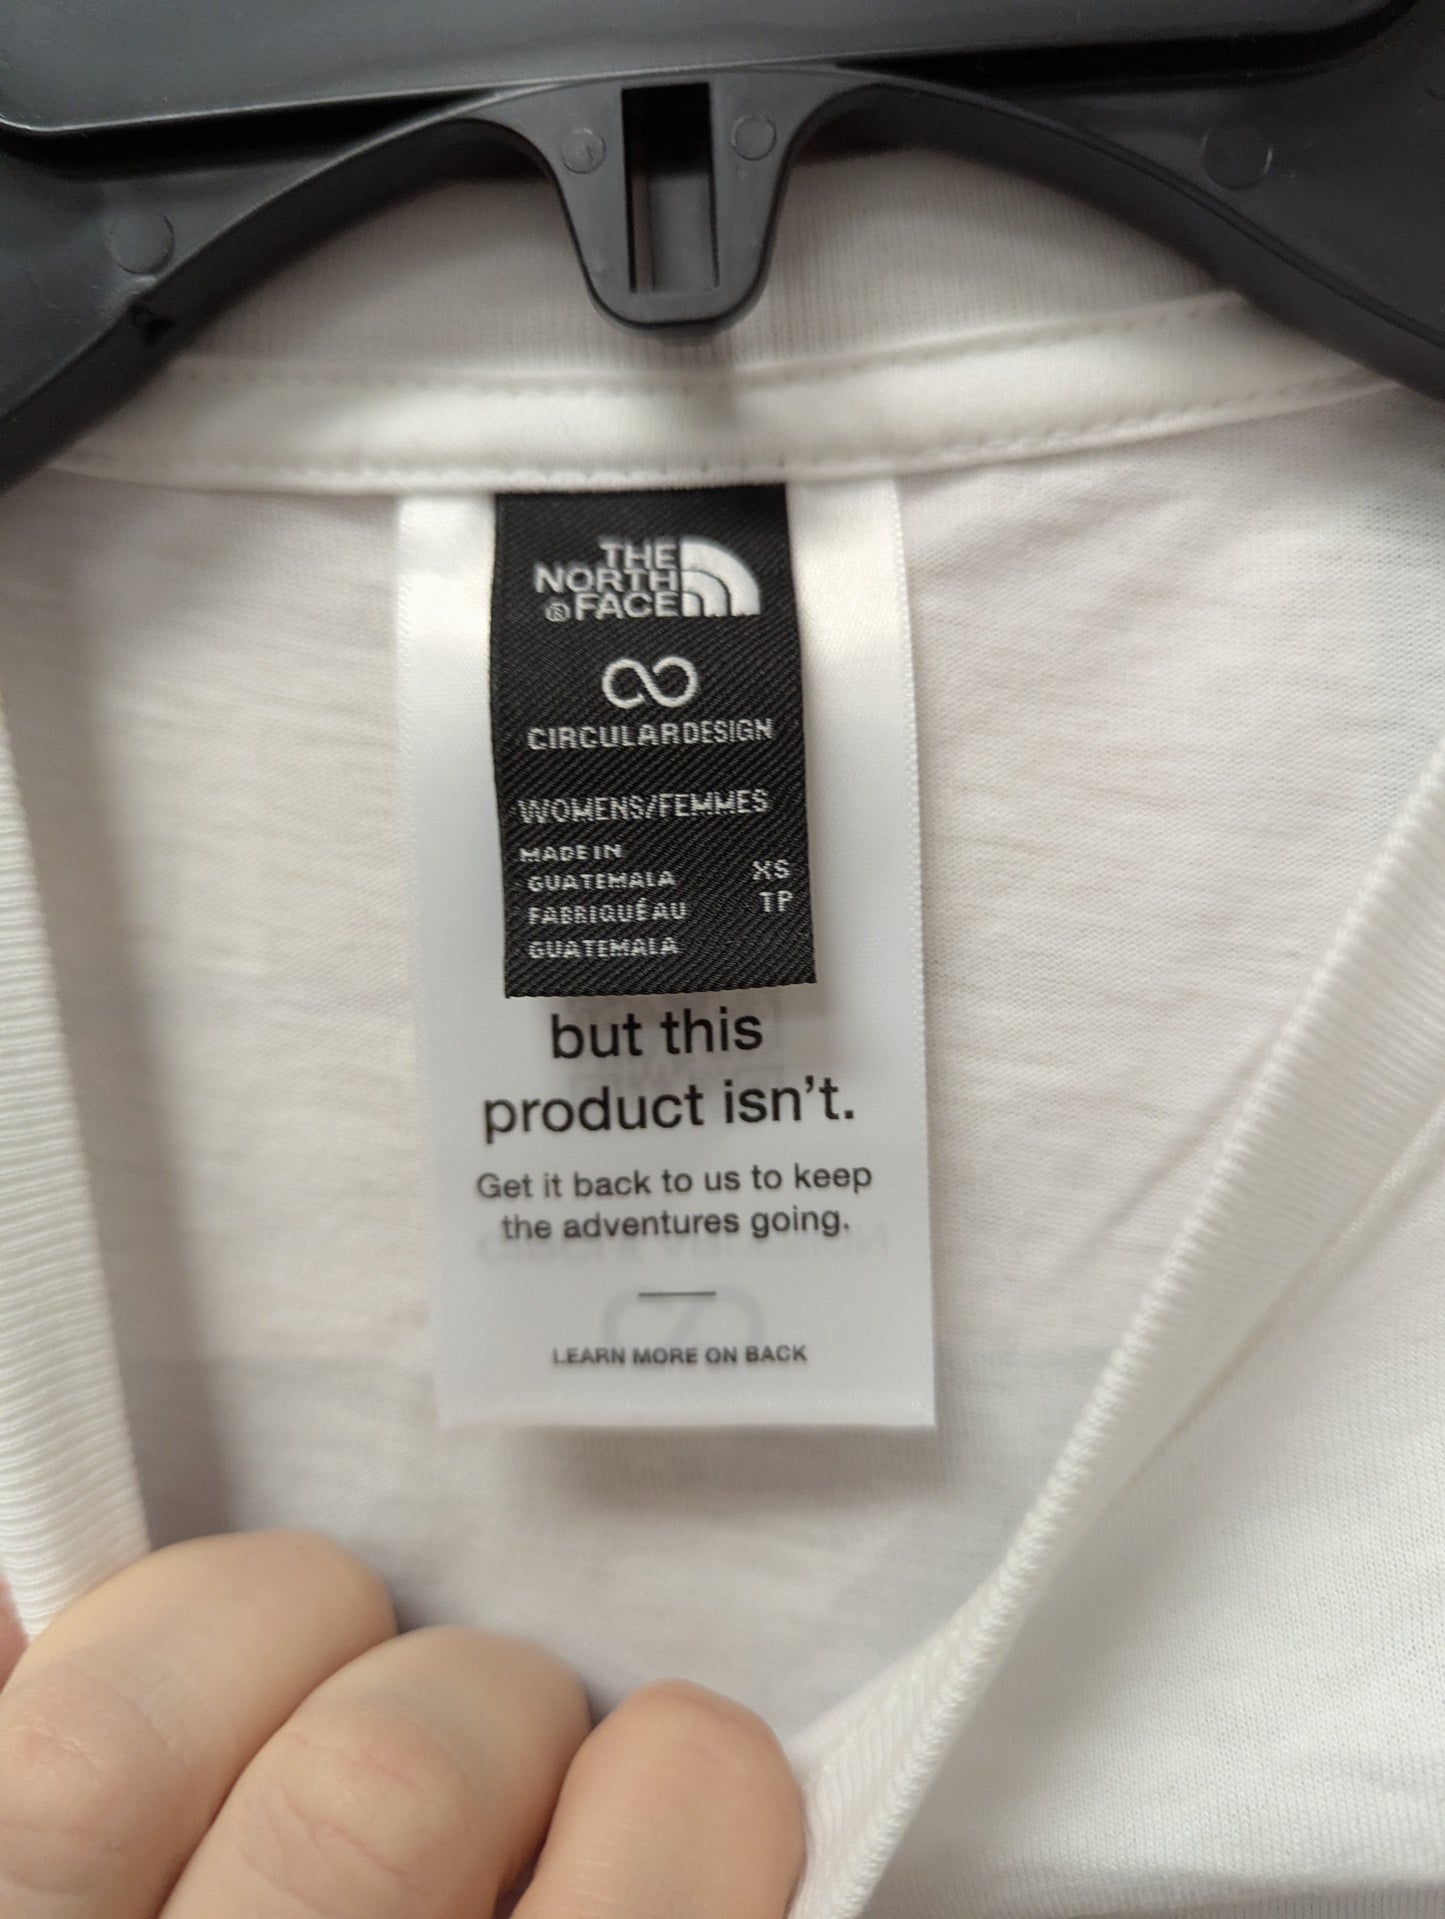 THE
NORTH
®FACE
CIRCULARDESIGN
WOMENS/FEMMES
MADE IN
GUATEMALA
FABRIQUÉ AU
GUATEMALA
XS
TP
but this
product isn't.
Get it back to us to keep
the adventures going.
LEARN MORE ON BACK